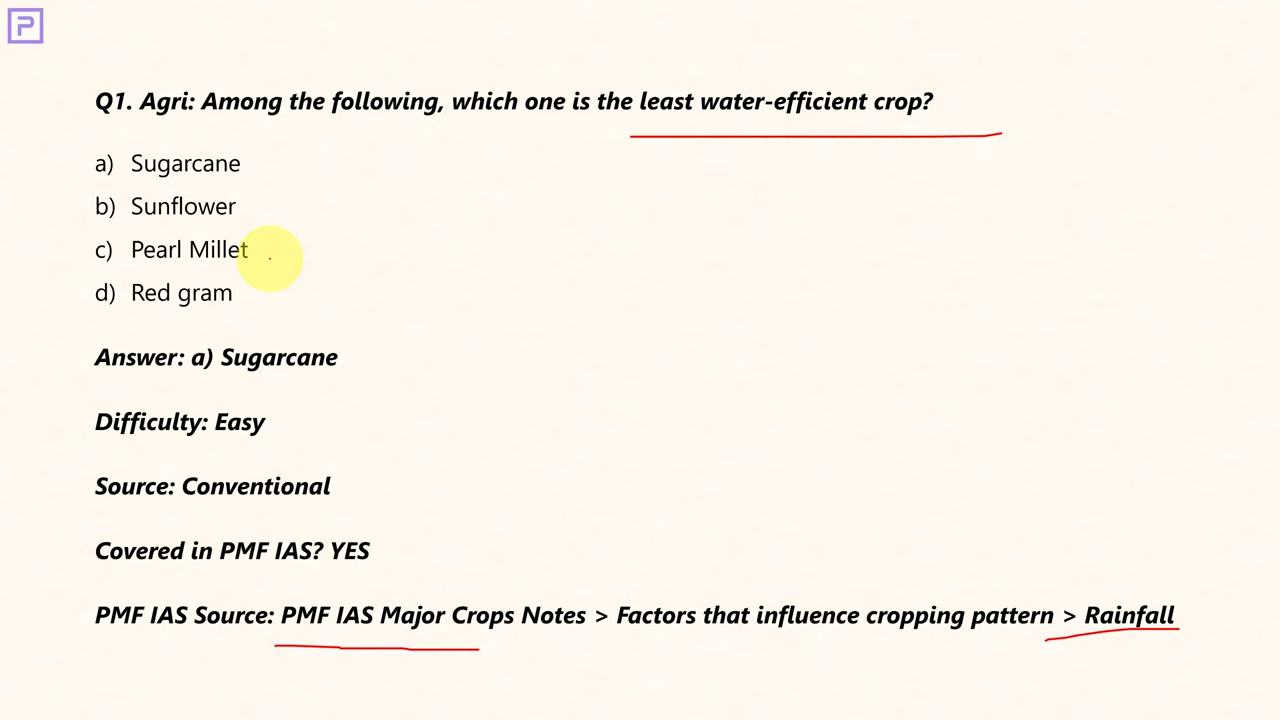 P
Q1. Agri: Among the following, which one is the least water-efficient crop?
a) Sugarcane
b) Sunflower
c) Pearl Millet
d) Red gram
Answer: a) Sugarcane
Difficulty: Easy
Source: Conventional
Covered in PMF IAS? YES
PMF IAS Source: PMF IAS Major Crops Notes > Factors that influence cropping pattern > Rainfall